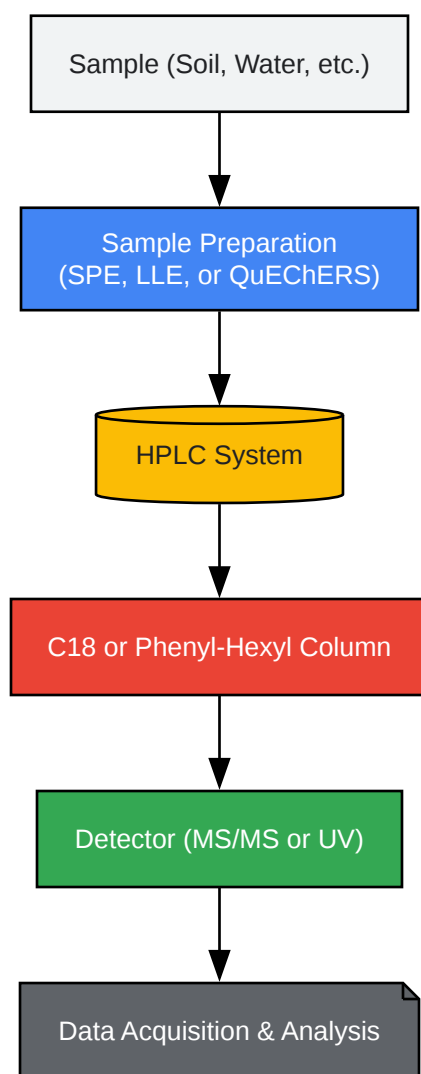 Sample (Soil, Water, etc.)
Sample Preparation
(SPE, LLE, or QuEChERS)
HPLC System
C18 or Phenyl-Hexyl Column
Detector (MS/MS or UV)
Data Acquisition & Analysis